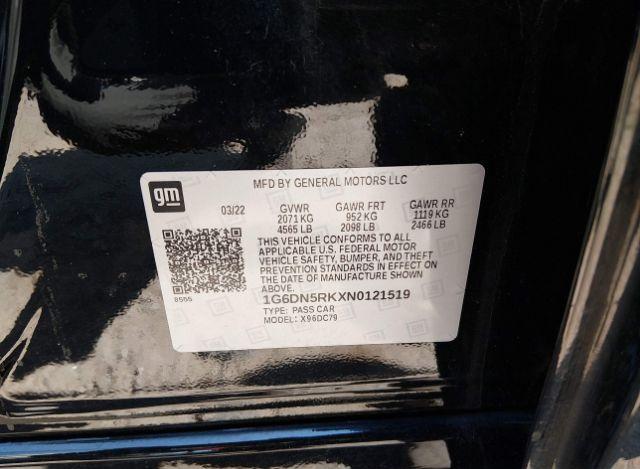 gm
MFD BY GENERAL MOTORS LLC
03/22 GVWR GAWR FRT GAWR RR
2071 KG 952 KG 1119 KG
4565 LB 2098 LB 2466 LB
THIS VEHICLE CONFORMS TO ALL
APPLICABLE U.S. FEDERAL MOTOR
VEHICLE SAFETY, BUMPER, AND THEFT
PREVENTION STANDARDS IN EFFECT ON
THE DATE OF MANUFACTURE SHOWN
ABOVE.
8555 1G6DN5RKXN0121519
TYPE: PASS CAR
MODEL: X96DC79